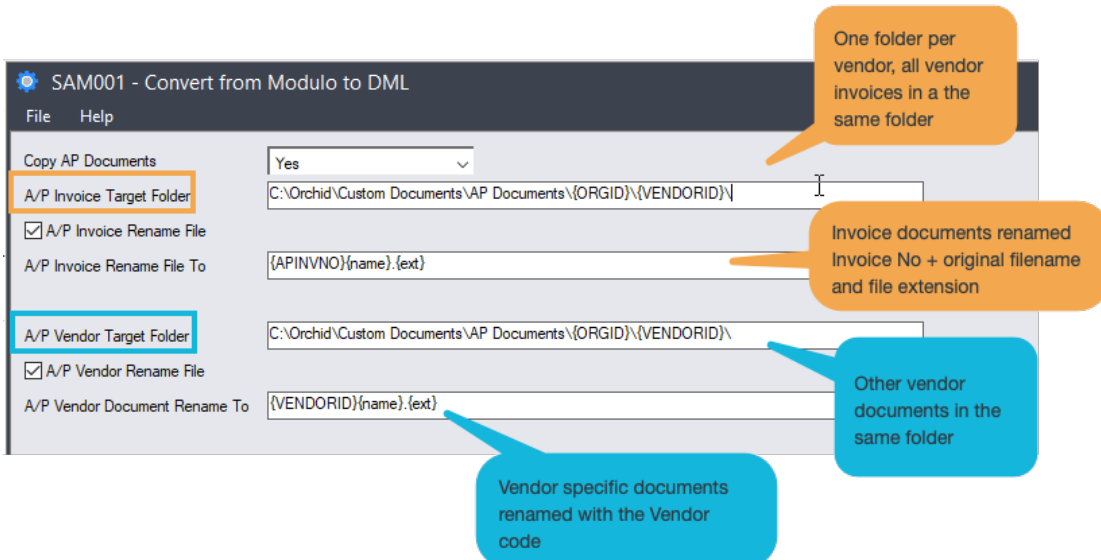 One folder per
vendor, all vendor
invoices in a the
same folder
SAM001 - Convert from Modulo to DML
File Help
Copy AP Documents Yes
A/P Invoice Target Folder C:\Orchid\Custom Documents\AP Documents\{ORGID}\{VENDORID}\
A/P Invoice Rename File
A/P Invoice Rename File To {APINVNO}{name}.{ext}
Invoice documents renamed
Invoice No + original filename
and file extension
A/P Vendor Target Folder C:\Orchid\Custom Documents\AP Documents\{ORGID}\{VENDORID}\
A/P Vendor Rename File
A/P Vendor Document Rename To {VENDORID}{name}.{ext}
Other vendor
documents in the
same folder
Vendor specific documents
renamed with the Vendor
code